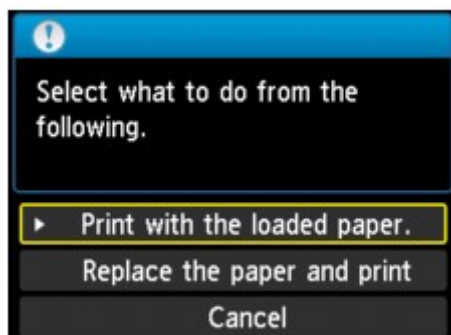 Select what to do from the
following.
Print with the loaded paper.
Replace the paper and print
Cancel